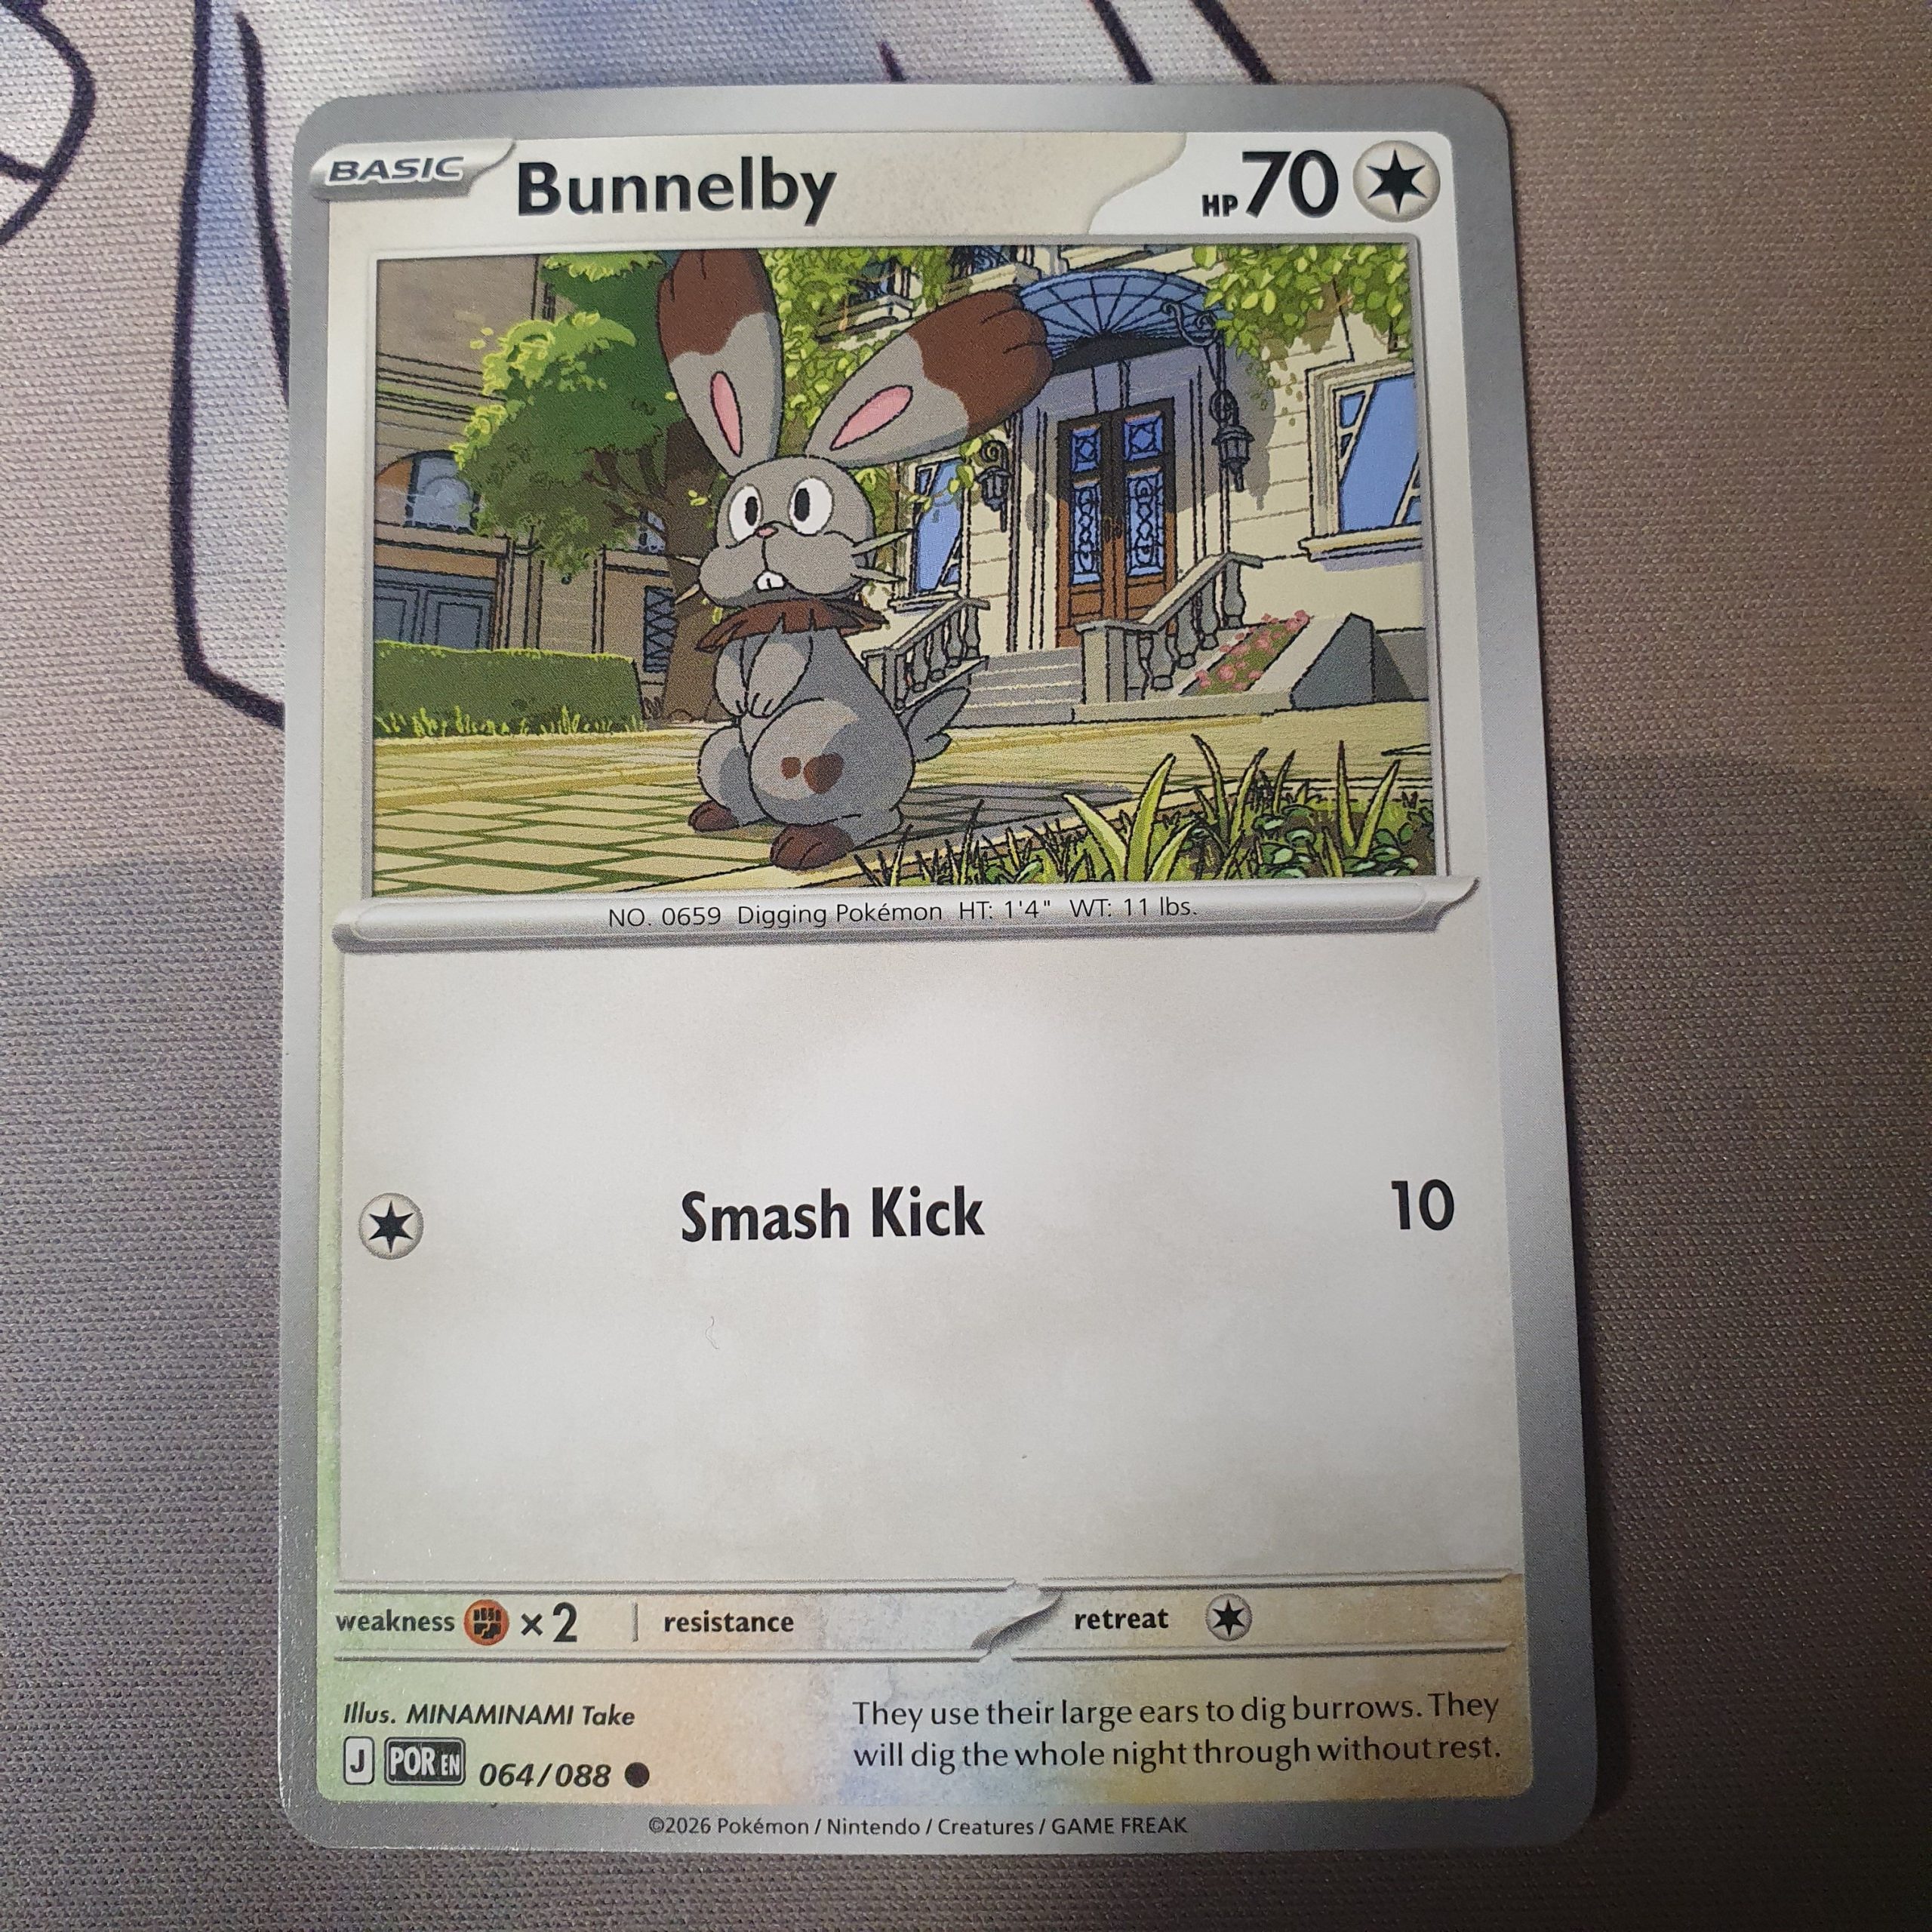 BASIC Bunnelby HP 70
NO. 0659 Digging Pokémon HT: 1'4" WT: 11 lbs.
Smash Kick 10
weakness ×2 resistance retreat
Illus. MINAMINAMI Take
They use their large ears to dig burrows. They
will dig the whole night through without rest.
J POR EN 064/088
©2026 Pokémon / Nintendo / Creatures / GAME FREAK